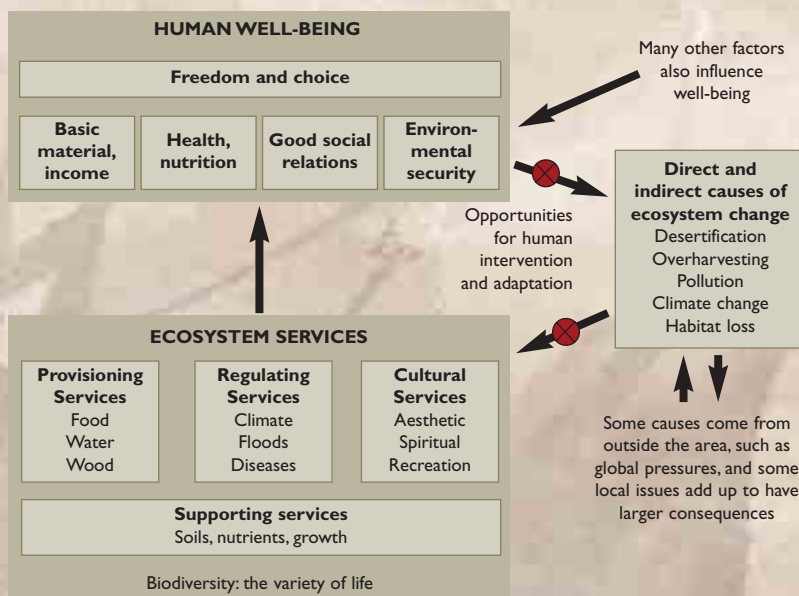 HUMAN WELL-BEING
Freedom and choice
Basic
material,
income
Health,
nutrition
Good social
relations
Environ-
mental
security
Many other factors
also influence
well-being
Opportunities
for human
intervention
and adaptation
Direct and
indirect causes of
ecosystem change
Desertification
Overharvesting
Pollution
Climate change
Habitat loss
ECOSYSTEM SERVICES
Provisioning
Services
Food
Water
Wood
Regulating
Services
Climate
Floods
Diseases
Cultural
Services
Aesthetic
Spiritual
Recreation
Supporting services
Soils, nutrients, growth
Biodiversity: the variety of life
Some causes come from
outside the area, such as
global pressures, and some
local issues add up to have
larger consequences